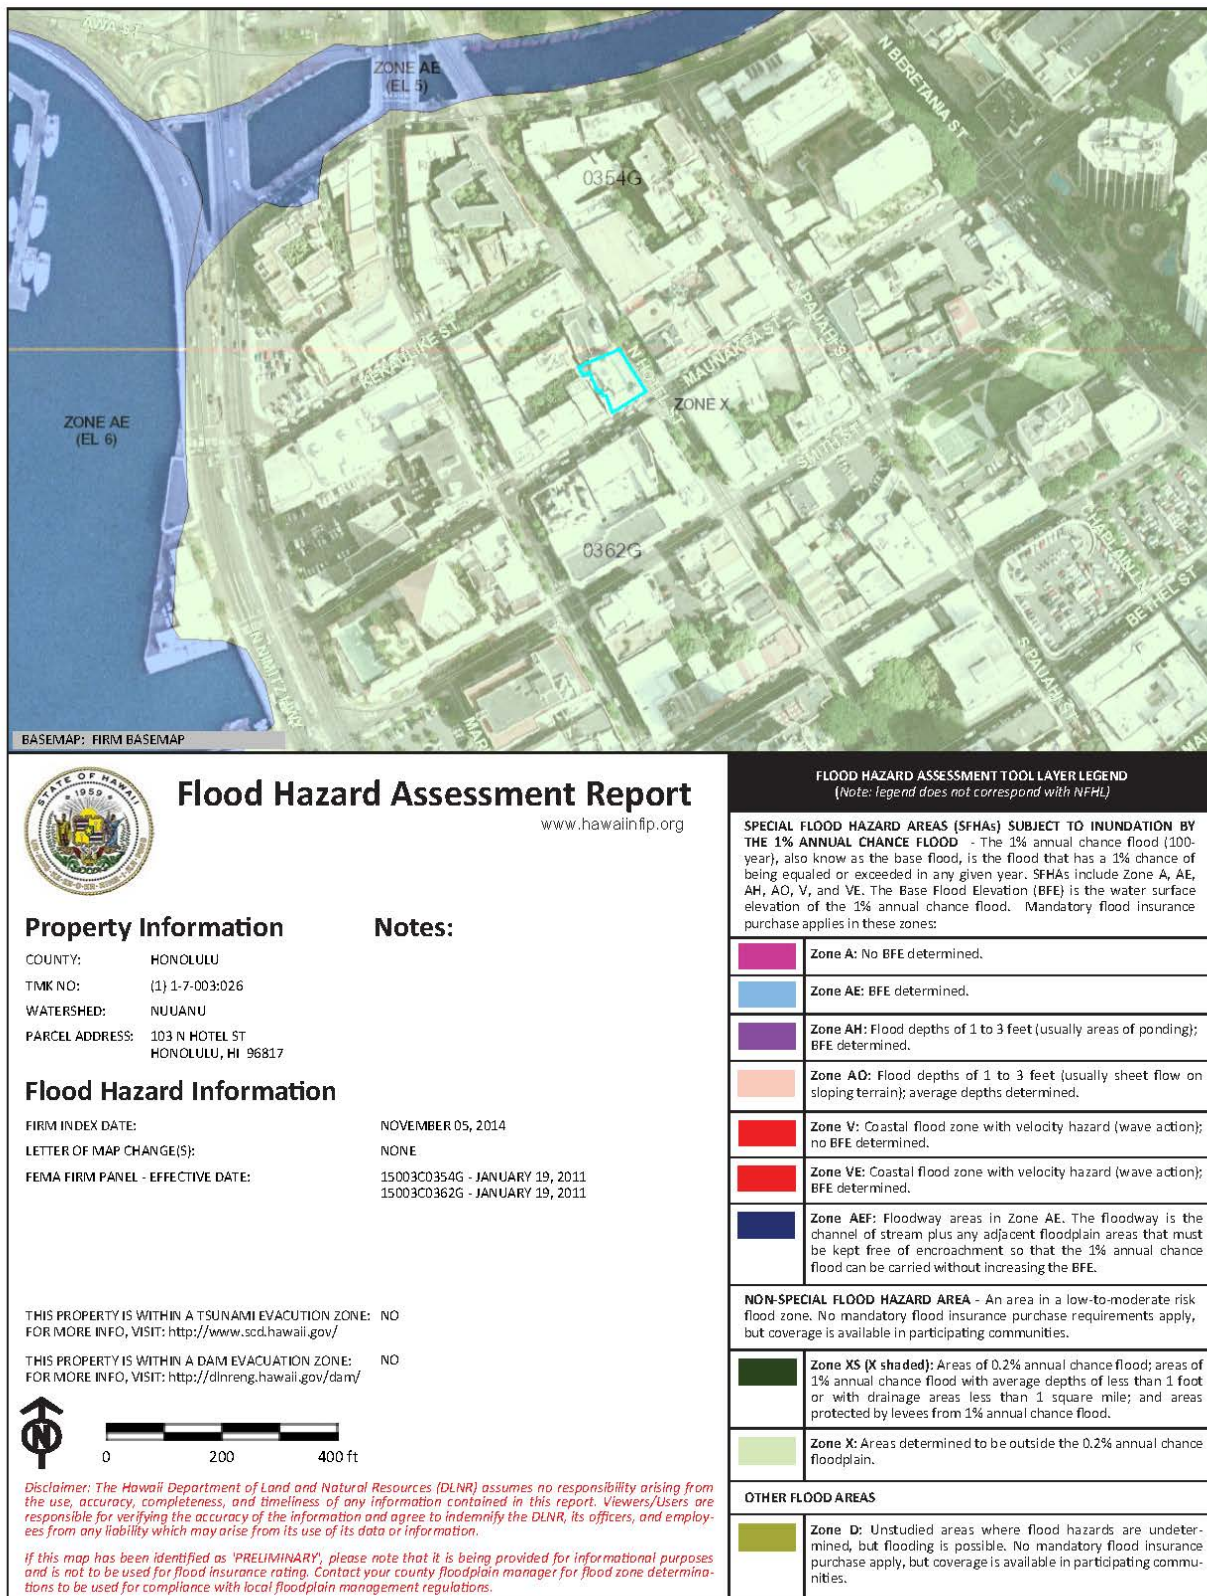 AWA ST
ZONE AE
(EL 5)
N BERETANIA ST
0354G
N PAUAHI ST
KEKAULIKE ST
MAUNAKEA ST
ZONE X
ZONE AE
(EL 6)
SMITH ST
0362G
BETHEL ST
S PAUAHI ST
BASEMAP: FIRM BASEMAP
STATE OF HAWAII
1959
Flood Hazard Assessment Report
www.hawaiinfip.org
Property Information
Notes:
COUNTY: HONOLULU
TMK NO: (1) 1-7-003:026
WATERSHED: NUUANU
PARCEL ADDRESS: 103 N HOTEL ST
HONOLULU, HI 96817
Flood Hazard Information
FIRM INDEX DATE: NOVEMBER 05, 2014
LETTER OF MAP CHANGE(S): NONE
FEMA FIRM PANEL - EFFECTIVE DATE: 15003C0354G - JANUARY 19, 2011
15003C0362G - JANUARY 19, 2011
THIS PROPERTY IS WITHIN A TSUNAMI EVACUTION ZONE: NO
FOR MORE INFO, VISIT: http://www.scd.hawaii.gov/
THIS PROPERTY IS WITHIN A DAM EVACUATION ZONE: NO
FOR MORE INFO, VISIT: http://dlnreng.hawaii.gov/dam/
N
0 200 400 ft
Disclaimer: The Hawaii Department of Land and Natural Resources (DLNR) assumes no responsibility arising from
the use, accuracy, completeness, and timeliness of any information contained in this report. Viewers/Users are
responsible for verifying the accuracy of the information and agree to indemnify the DLNR, its officers, and employ-
ees from any liability which may arise from its use of its data or information.
If this map has been identified as 'PRELIMINARY', please note that it is being provided for informational purposes
and is not to be used for flood insurance rating. Contact your county floodplain manager for flood zone determina-
tions to be used for compliance with local floodplain management regulations.
FLOOD HAZARD ASSESSMENT TOOL LAYER LEGEND
(Note: legend does not correspond with NFHL)
SPECIAL FLOOD HAZARD AREAS (SFHAs) SUBJECT TO INUNDATION BY
THE 1% ANNUAL CHANCE FLOOD - The 1% annual chance flood (100-
year), also know as the base flood, is the flood that has a 1% chance of
being equaled or exceeded in any given year. SFHAs include Zone A, AE,
AH, AO, V, and VE. The Base Flood Elevation (BFE) is the water surface
elevation of the 1% annual chance flood. Mandatory flood insurance
purchase applies in these zones:
Zone A: No BFE determined.
Zone AE: BFE determined.
Zone AH: Flood depths of 1 to 3 feet (usually areas of ponding);
BFE determined.
Zone AO: Flood depths of 1 to 3 feet (usually sheet flow on
sloping terrain); average depths determined.
Zone V: Coastal flood zone with velocity hazard (wave action);
no BFE determined.
Zone VE: Coastal flood zone with velocity hazard (wave action);
BFE determined.
Zone AEF: Floodway areas in Zone AE. The floodway is the
channel of stream plus any adjacent floodplain areas that must
be kept free of encroachment so that the 1% annual chance
flood can be carried without increasing the BFE.
NON-SPECIAL FLOOD HAZARD AREA - An area in a low-to-moderate risk
flood zone. No mandatory flood insurance purchase requirements apply,
but coverage is available in participating communities.
Zone XS (X shaded): Areas of 0.2% annual chance flood; areas of
1% annual chance flood with average depths of less than 1 foot
or with drainage areas less than 1 square mile; and areas
protected by levees from 1% annual chance flood.
Zone X: Areas determined to be outside the 0.2% annual chance
floodplain.
OTHER FLOOD AREAS
Zone D: Unstudied areas where flood hazards are undeter-
mined, but flooding is possible. No mandatory flood insurance
purchase apply, but coverage is available in participating commu-
nities.